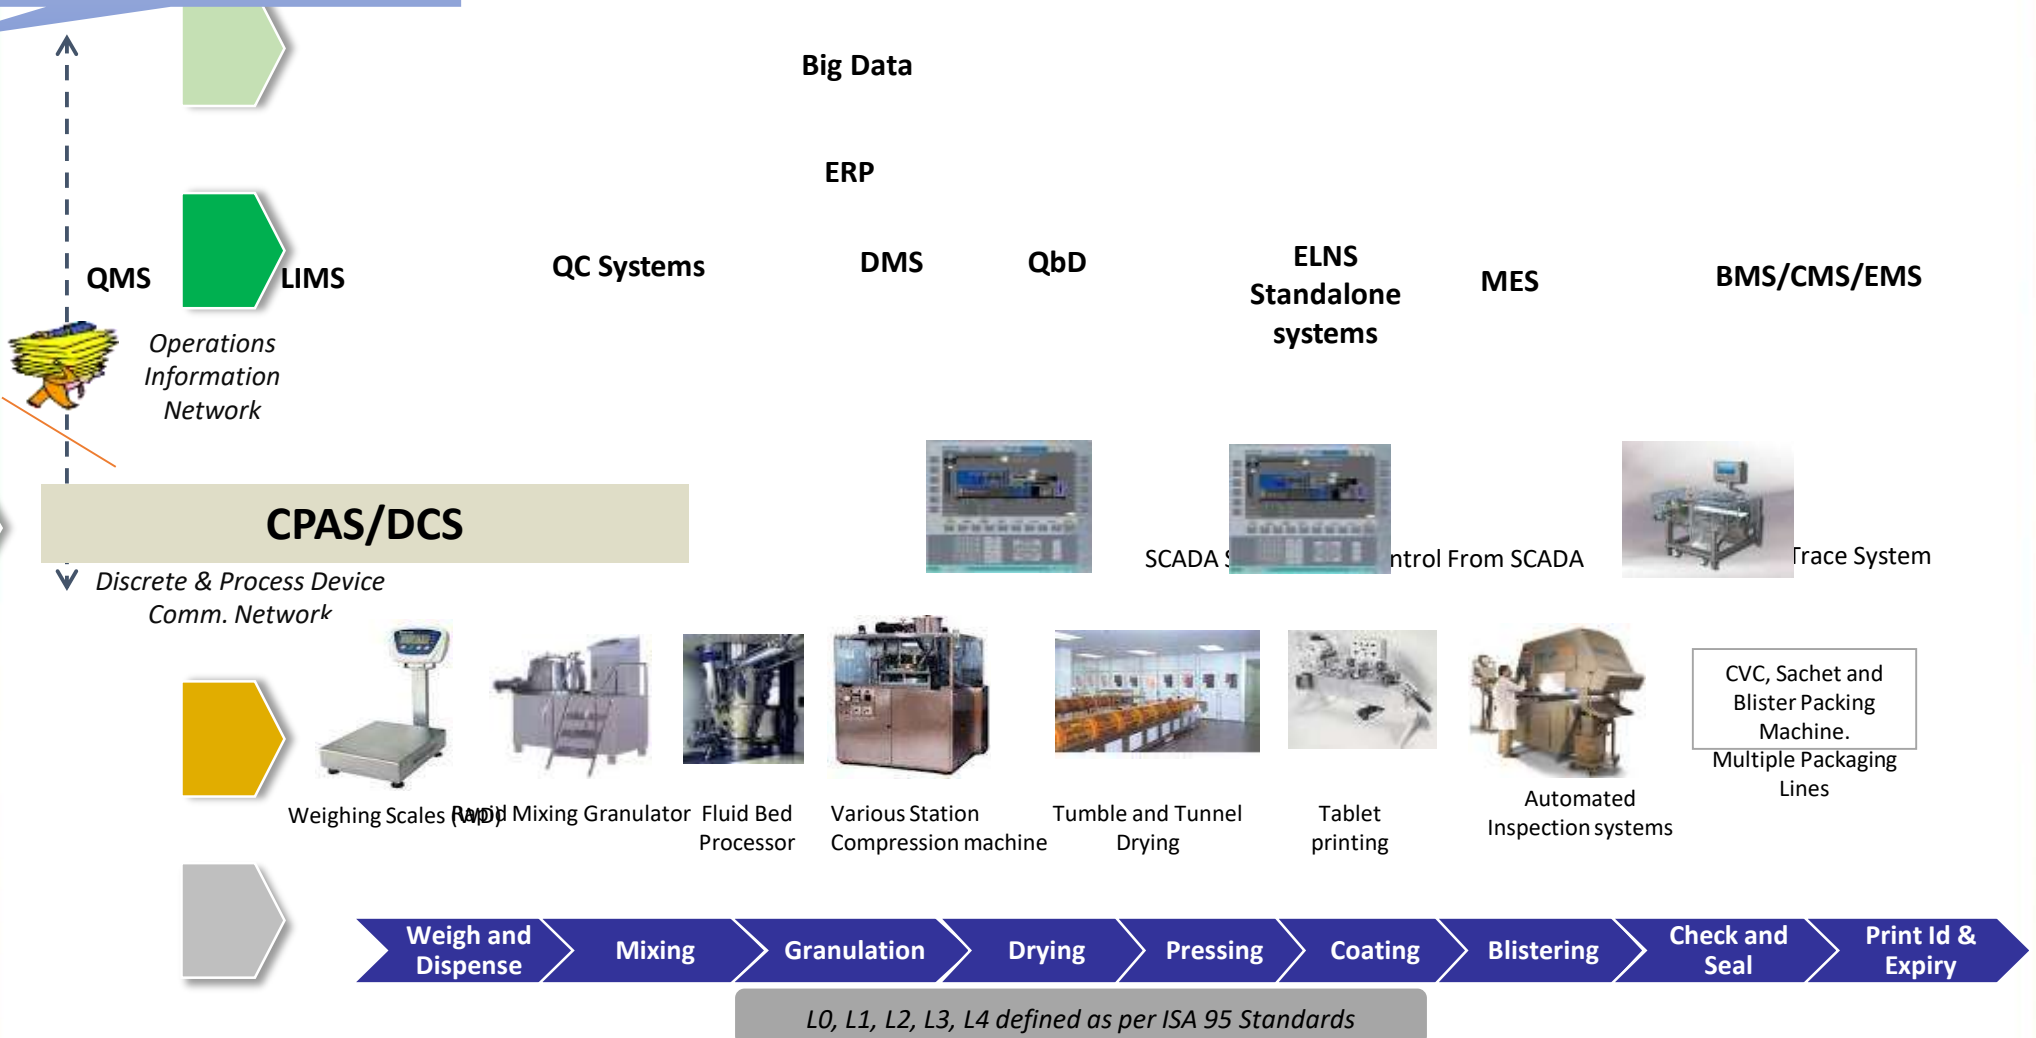 Big Data
ERP
QMS
LIMS
QC Systems
DMS
QbD
ELNS
Standalone
systems
MES
BMS/CMS/EMS
Operations
Information
Network
CPAS/DCS
SCADA
From SCADA
Trace System
Discrete & Process Device
Comm. Network
CVC, Sachet and
Blister Packing
Machine.
Multiple Packaging
Lines
Weighing Scales (WD)
Rapid Mixing Granulator
Fluid Bed
Processor
Various Station
Compression machine
Tumble and Tunnel
Drying
Tablet
printing
Automated
Inspection systems
Weigh and
Dispense
Mixing
Granulation
Drying
Pressing
Coating
Blistering
Check and
Seal
Print Id &
Expiry
L0, L1, L2, L3, L4 defined as per ISA 95 Standards